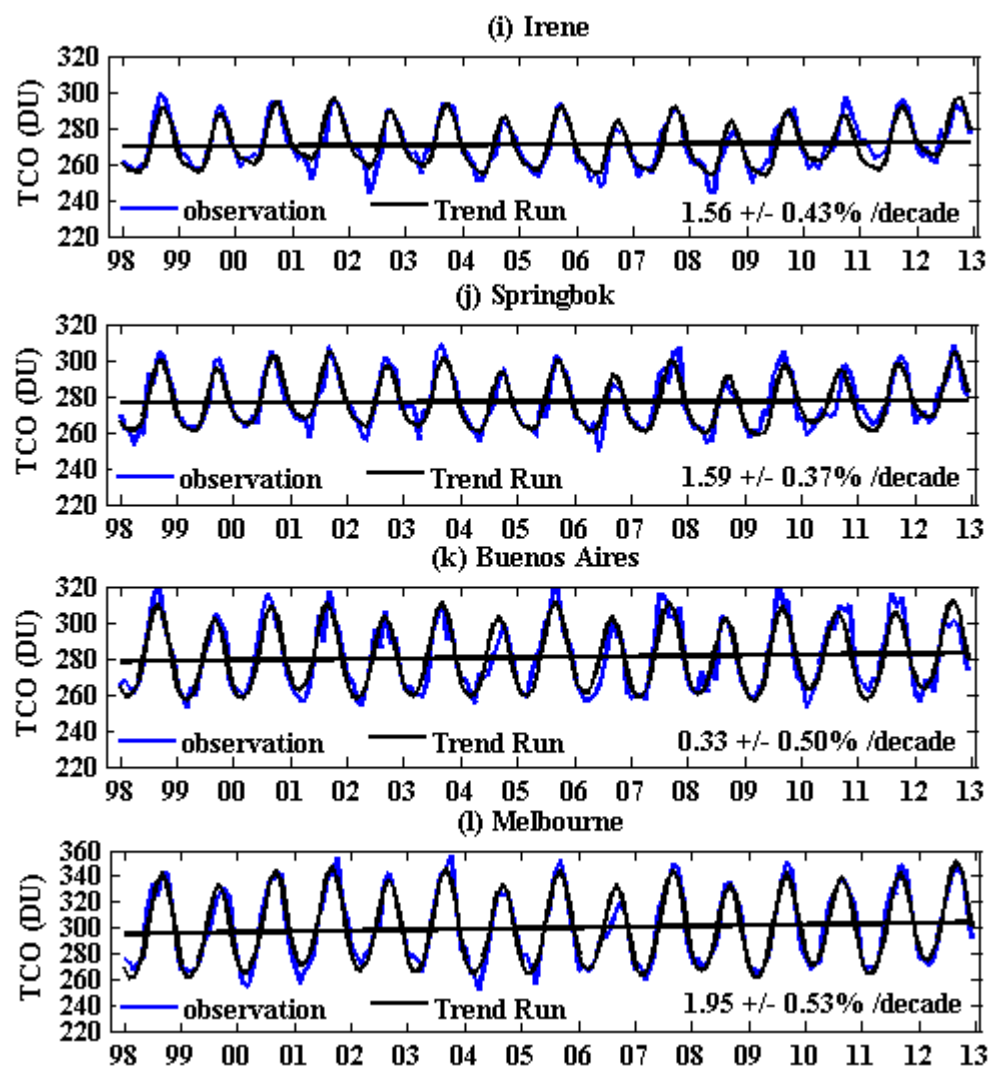 (i) Irene
TCO (DU)
320
300
280
260
240
220
observation
Trend Run
1.56 +/- 0.43% /decade
98 99 00 01 02 03 04 05 06 07 08 09 10 11 12 13
(j) Springbok
TCO (DU)
320
300
280
260
240
220
observation
Trend Run
1.59 +/- 0.37% /decade
98 99 00 01 02 03 04 05 06 07 08 09 10 11 12 13
(k) Buenos Aires
TCO (DU)
320
300
280
260
240
220
observation
Trend Run
0.33 +/- 0.50% /decade
98 99 00 01 02 03 04 05 06 07 08 09 10 11 12 13
(l) Melbourne
TCO (DU)
360
340
320
300
280
260
240
220
observation
Trend Run
1.95 +/- 0.53% /decade
98 99 00 01 02 03 04 05 06 07 08 09 10 11 12 13